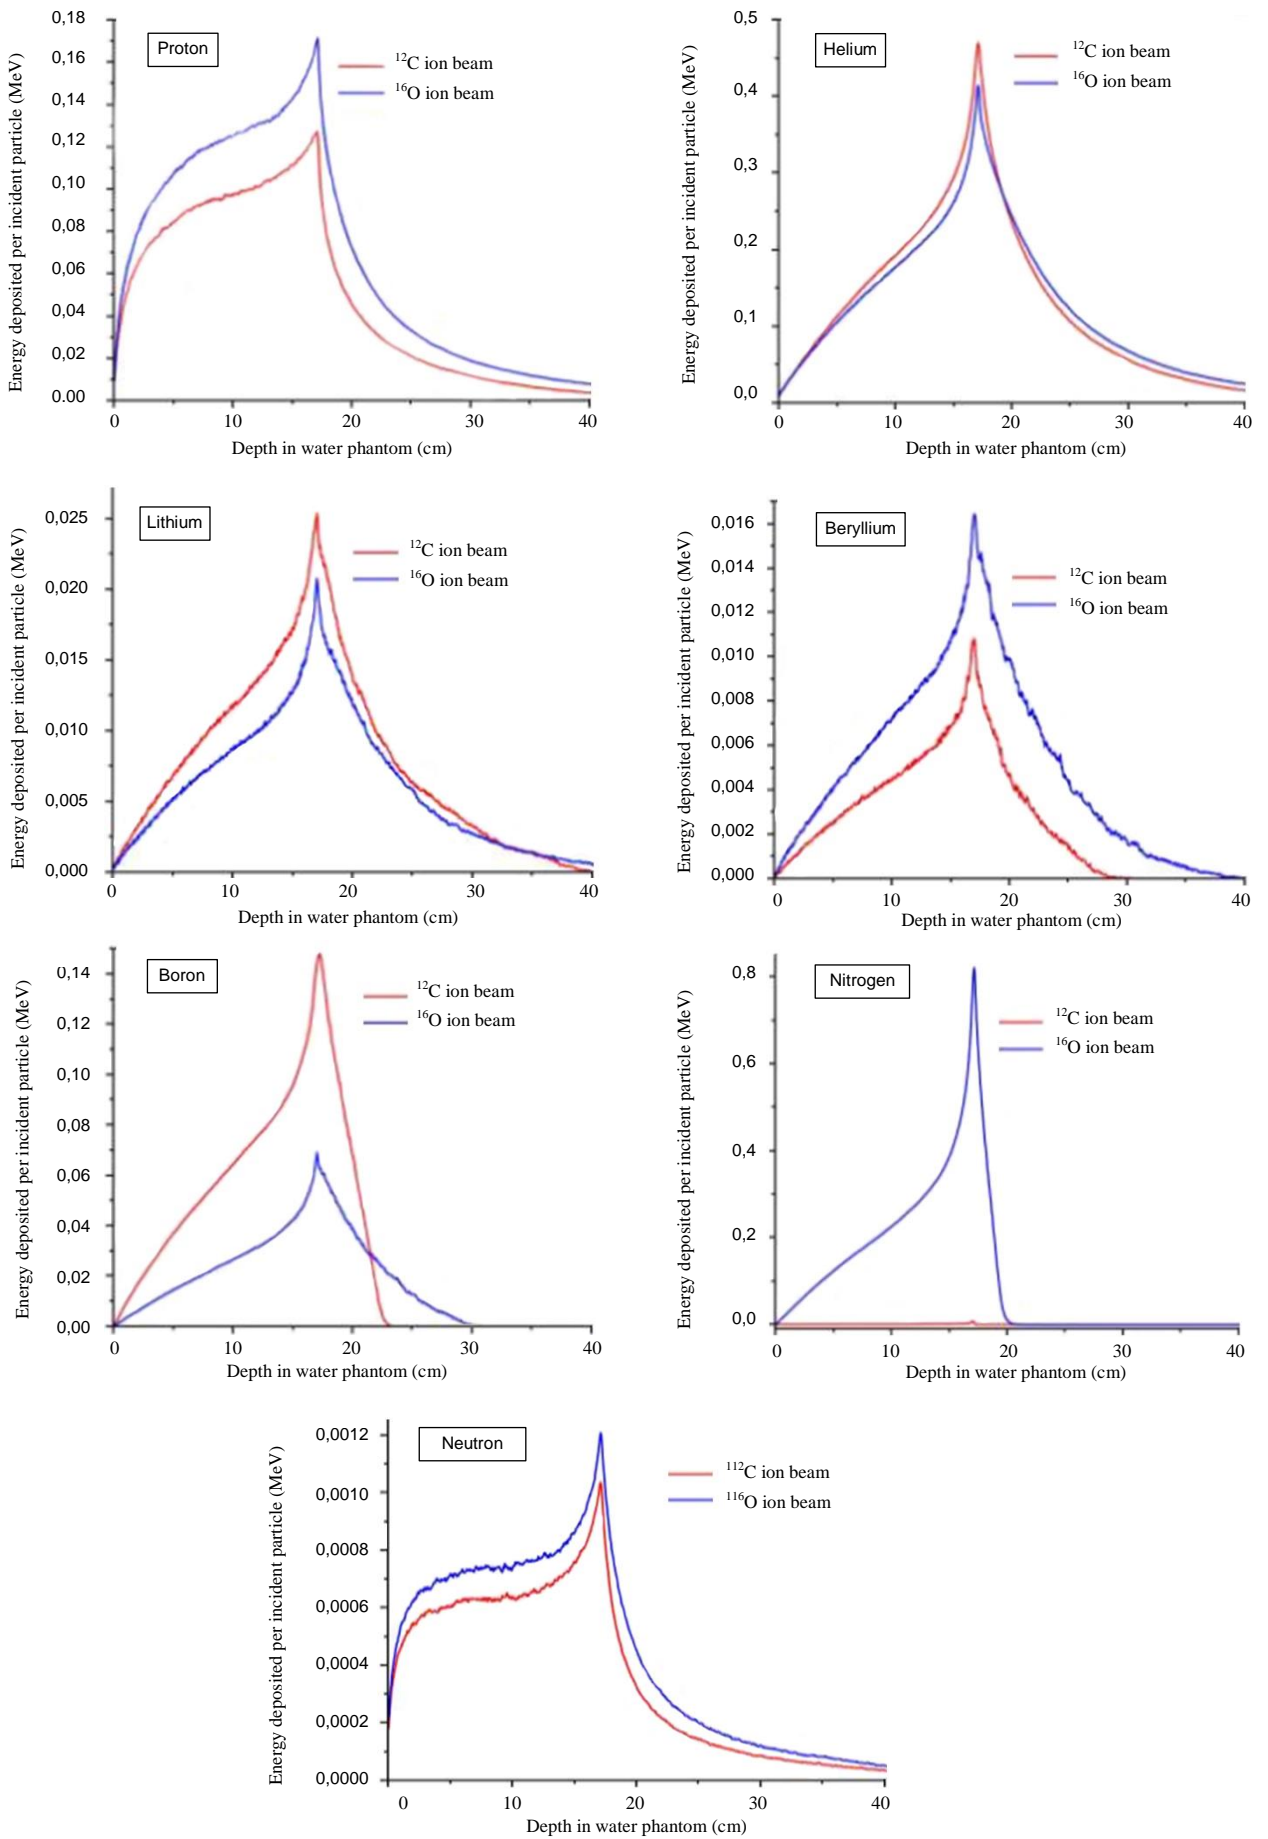 Proton
Energy deposited per incident particle (MeV)
0,18
0,16
0,14
0,12
0,10
0,08
0,06
0,04
0,02
0.00
12C ion beam
16O ion beam
0 10 20 30 40
Depth in water phantom (cm)
Helium
Energy deposited per incident particle (MeV)
0,5
0,4
0,3
0,2
0,1
0,0
12C ion beam
16O ion beam
0 10 20 30 40
Depth in water phantom (cm)
Lithium
Energy deposited per incident particle (MeV)
0,025
0,020
0,015
0,010
0,005
0,000
12C ion beam
16O ion beam
0 10 20 30 40
Depth in water phantom (cm)
Beryllium
Energy deposited per incident particle (MeV)
0,016
0,014
0,012
0,010
0,008
0,006
0,004
0,002
0,000
12C ion beam
16O ion beam
0 10 20 30 40
Depth in water phantom (cm)
Boron
Energy deposited per incident particle (MeV)
0,14
0,12
0,10
0,08
0,06
0,04
0,02
0,00
12C ion beam
16O ion beam
0 10 20 30 40
Depth in water phantom (cm)
Nitrogen
Energy deposited per incident particle (MeV)
0,8
0,6
0,4
0,2
0,0
12C ion beam
16O ion beam
0 10 20 30 40
Depth in water phantom (cm)
Neutron
Energy deposited per incident particle (MeV)
0,0012
0,0010
0,0008
0,0006
0,0004
0,0002
0,0000
112C ion beam
116O ion beam
0 10 20 30 40
Depth in water phantom (cm)